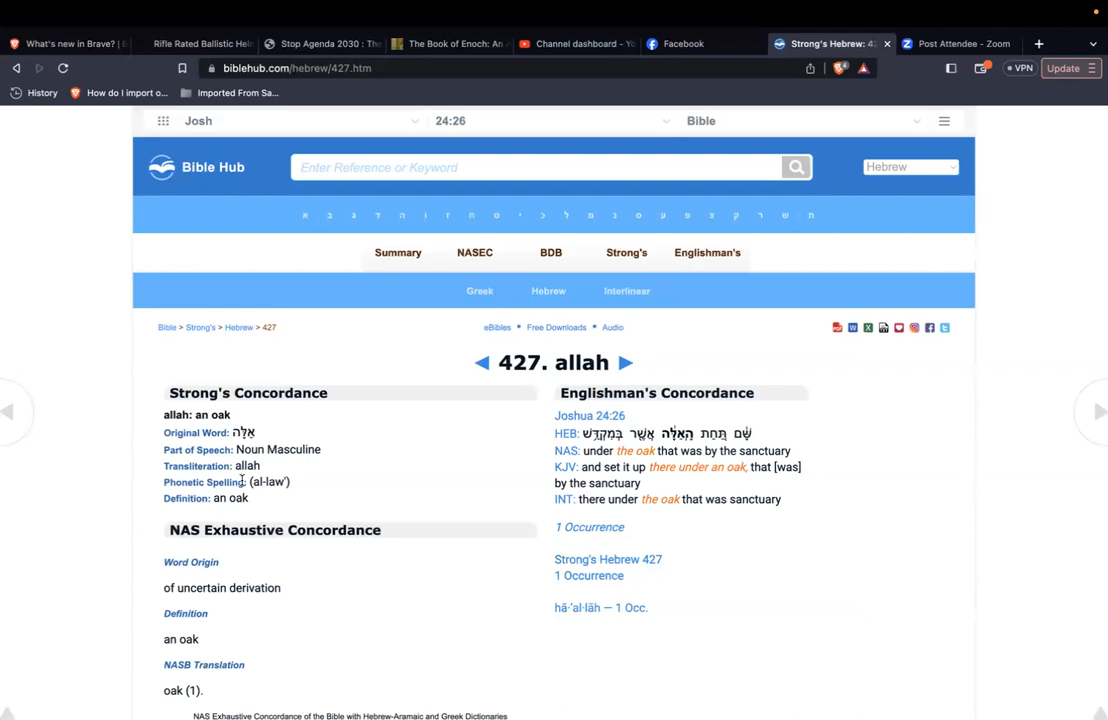 What's new in Brave? |
Rifle Rated Ballistic Hel
Stop Agenda 2030 : The
The Book of Enoch: An
Channel dashboard - Yo
Facebook
Strong's Hebrew: 42
Post Attendee - Zoom
biblehub.com/hebrew/427.htm
4
VPN
Update
History
How do I import o...
Imported From Sa...
Josh
24:26
Bible
Bible Hub
Enter Reference or Keyword
Hebrew
א ב ג ד ה ו ז ח ט י כ ל מ נ ס ע פ צ ק ר ש ת
Summary
NASEC
BDB
Strong's
Englishman's
Greek
Hebrew
Interlinear
Bible > Strong's > Hebrew > 427
eBibles • Free Downloads • Audio
◀ 427. allah ▶
Strong's Concordance
allah: an oak
Original Word: אַלָּה
Part of Speech: Noun Masculine
Transliteration: allah
Phonetic Spelling: (al-law')
Definition: an oak
NAS Exhaustive Concordance
Word Origin
of uncertain derivation
Definition
an oak
NASB Translation
oak (1).
NAS Exhaustive Concordance of the Bible with Hebrew-Aramaic and Greek Dictionaries
Englishman's Concordance
Joshua 24:26
HEB: שָּׁ֔ם תַּ֚חַת הָֽאַלָּ֔ה אֲשֶׁ֖ר בְּמִקְדַּ֥שׁ
NAS: under the oak that was by the sanctuary
KJV: and set it up there under an oak, that [was]
by the sanctuary
INT: there under the oak that was sanctuary
1 Occurrence
Strong's Hebrew 427
1 Occurrence
hā·'al·lāh — 1 Occ.